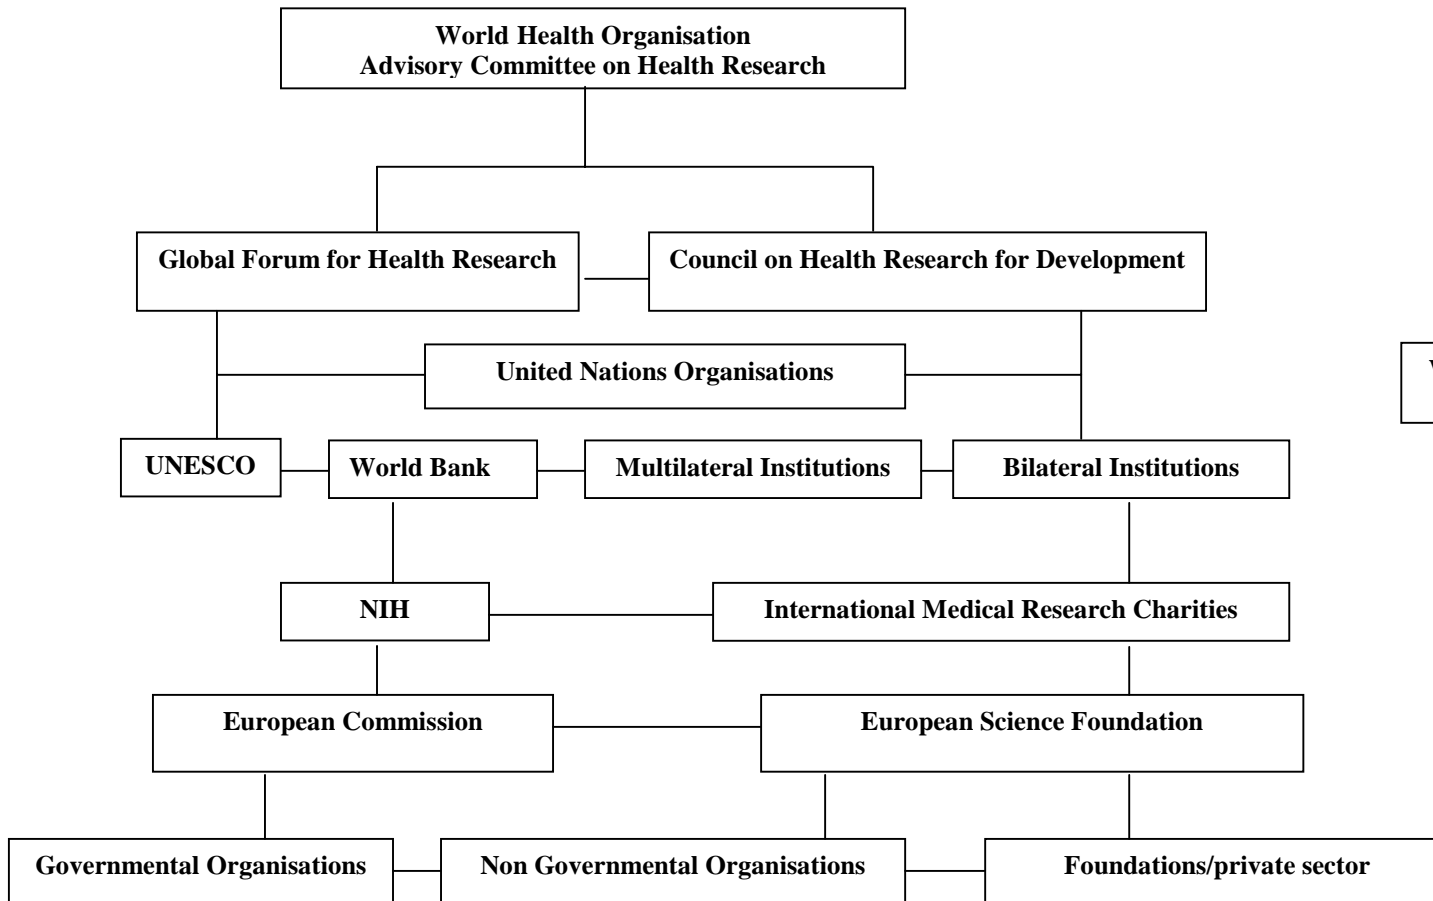 World Health Organisation
Advisory Committee on Health Research
Global Forum for Health Research
Council on Health Research for Development
United Nations Organisations
UNESCO
World Bank
Multilateral Institutions
Bilateral Institutions
NIH
International Medical Research Charities
European Commission
European Science Foundation
Governmental Organisations
Non Governmental Organisations
Foundations/private sector